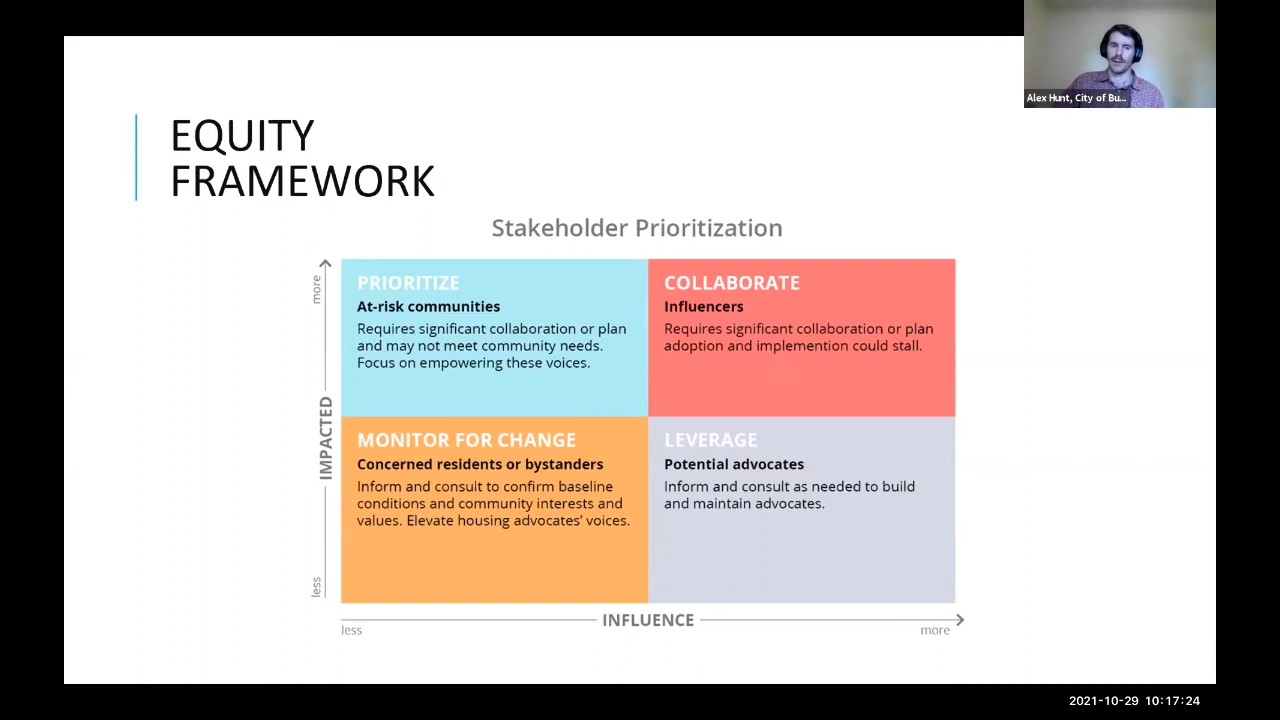 Alex Hunt, City of Bu...
EQUITY
FRAMEWORK
Stakeholder Prioritization
more
IMPACTED
less
PRIORITIZE
At-risk communities
Requires significant collaboration or plan
and may not meet community needs.
Focus on empowering these voices.
COLLABORATE
Influencers
Requires significant collaboration or plan
adoption and implemention could stall.
MONITOR FOR CHANGE
Concerned residents or bystanders
Inform and consult to confirm baseline
conditions and community interests and
values. Elevate housing advocates’ voices.
LEVERAGE
Potential advocates
Inform and consult as needed to build
and maintain advocates.
INFLUENCE
less
more
2021-10-29 10:17:24